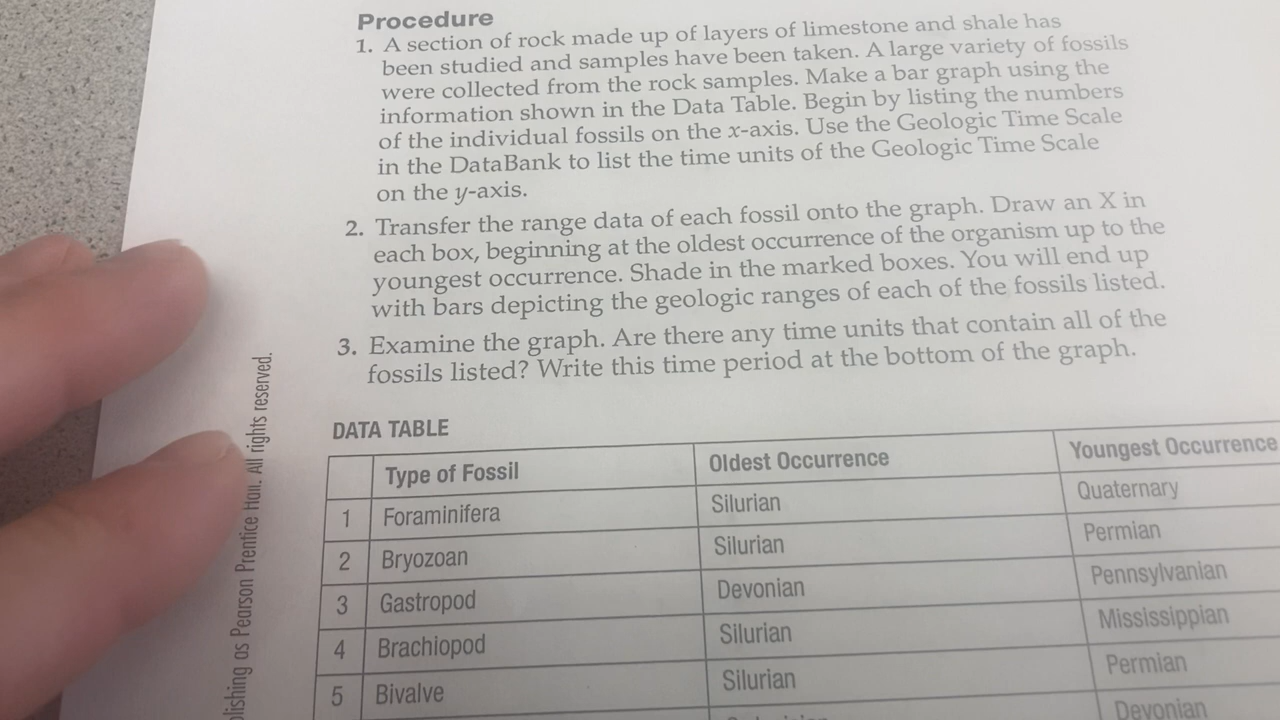 Procedure
1. A section of rock made up of layers of limestone and shale has
been studied and samples have been taken. A large variety of fossils
were collected from the rock samples. Make a bar graph using the
information shown in the Data Table. Begin by listing the numbers
of the individual fossils on the x-axis. Use the Geologic Time Scale
in the DataBank to list the time units of the Geologic Time Scale
on the y-axis.
2. Transfer the range data of each fossil onto the graph. Draw an X in
each box, beginning at the oldest occurrence of the organism up to the
youngest occurrence. Shade in the marked boxes. You will end up
with bars depicting the geologic ranges of each of the fossils listed.
3. Examine the graph. Are there any time units that contain all of the
fossils listed? Write this time period at the bottom of the graph.
DATA TABLE
Type of Fossil Oldest Occurrence Youngest Occurrence
1 Foraminifera Silurian Quaternary
2 Bryozoan Silurian Permian
3 Gastropod Devonian Pennsylvanian
4 Brachiopod Silurian Mississippian
5 Bivalve Silurian Permian
Devonian
as Pearson Prentice Hall. All rights reserved.